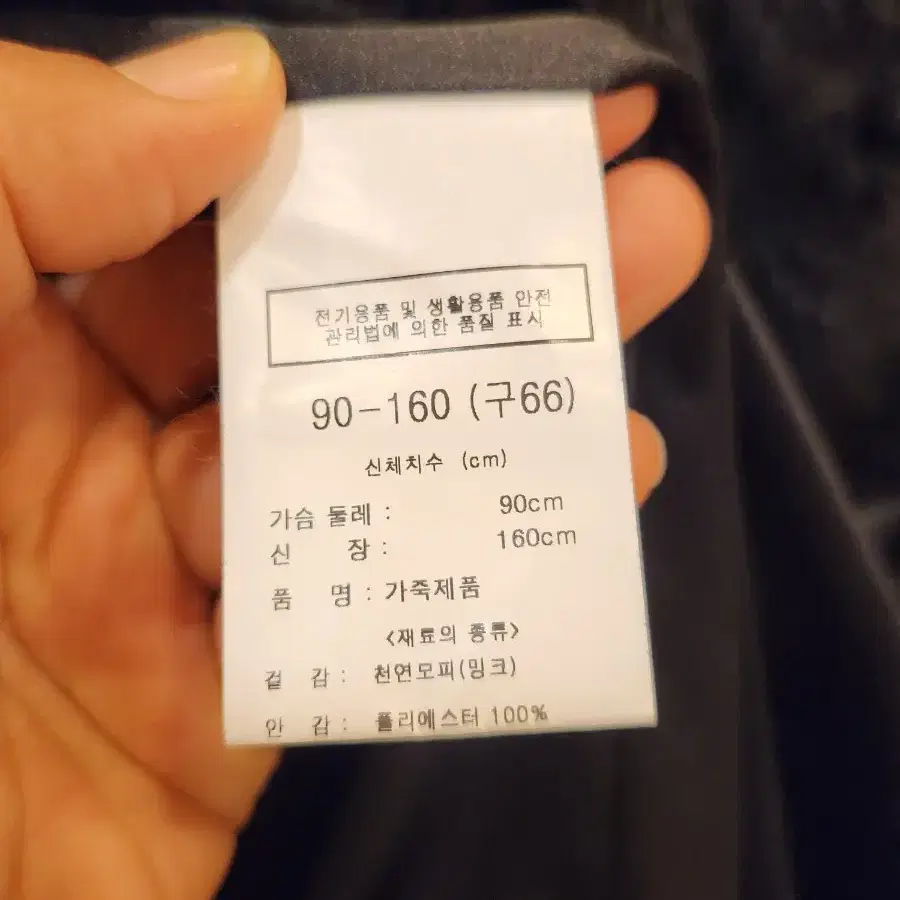 전기용품 및 생활용품 안전
관리법에 의한 품질 표시
90-160 (구66)
신체치수 (cm)
가슴 둘레 : 90cm
신 장 : 160cm
품 명 : 가죽제품
<재료의 종류>
겉 감 : 천연모피(밍크)
안 감 : 폴리에스터 100%